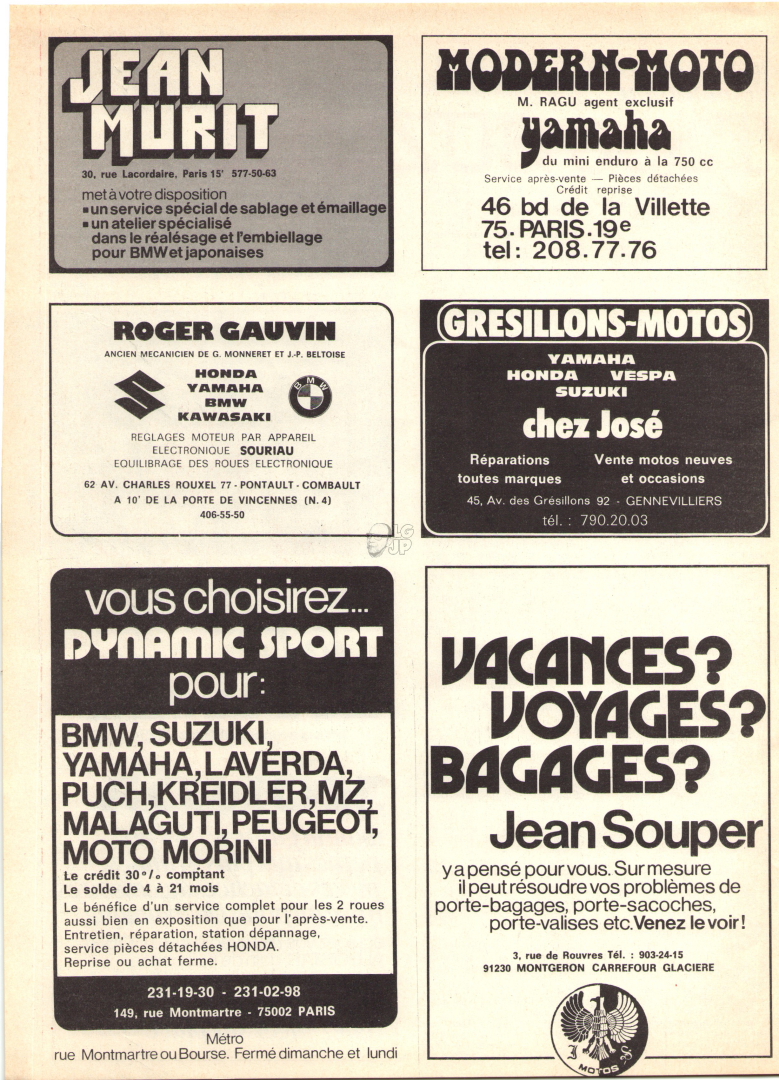 JEAN
MURIT
30, rue Lacordaire, Paris 15' 577-50-63
met à votre disposition
▪ un service spécial de sablage et émaillage
▪ un atelier spécialisé
dans le réalésage et l'embiellage
pour BMW et japonaises
MODERN-MOTO
M. RAGU agent exclusif
yamaha
du mini enduro à la 750 cc
Service après-vente — Pièces détachées
Crédit reprise
46 bd de la Villette
75.PARIS.19e
tel: 208.77.76
ROGER GAUVIN
ANCIEN MECANICIEN DE G. MONNERET ET J.-P. BELTOISE
HONDA
YAMAHA
BMW
KAWASAKI
BMW
REGLAGES MOTEUR PAR APPAREIL
ELECTRONIQUE SOURIAU
EQUILIBRAGE DES ROUES ELECTRONIQUE
62 AV. CHARLES ROUXEL 77 - PONTAULT - COMBAULT
A 10' DE LA PORTE DE VINCENNES (N. 4)
406-55-50
GRESILLONS-MOTOS
YAMAHA
HONDA VESPA
SUZUKI
chez José
Réparations
toutes marques
Vente motos neuves
et occasions
45, Av. des Grésillons 92 - GENNEVILLIERS
tél. : 790.20.03
LG
JP
vous choisirez...
DYNAMIC SPORT
pour:
BMW, SUZUKI,
YAMAHA, LAVERDA,
PUCH, KREIDLER, MZ,
MALAGUTI, PEUGEOT,
MOTO MORINI
Le crédit 30 °/o comptant
Le solde de 4 à 21 mois
Le bénéfice d'un service complet pour les 2 roues
aussi bien en exposition que pour l'après-vente.
Entretien, réparation, station dépannage,
service pièces détachées HONDA.
Reprise ou achat ferme.
231-19-30 - 231-02-98
149, rue Montmartre - 75002 PARIS
Métro
rue Montmartre ou Bourse. Fermé dimanche et lundi
VACANCES?
VOYAGES?
BAGAGES?
Jean Souper
y a pensé pour vous. Sur mesure
il peut résoudre vos problèmes de
porte-bagages, porte-sacoches,
porte-valises etc. Venez le voir!
3, rue de Rouvres Tél. : 903-24-15
91230 MONTGERON CARREFOUR GLACIERE
J S
MOTOS